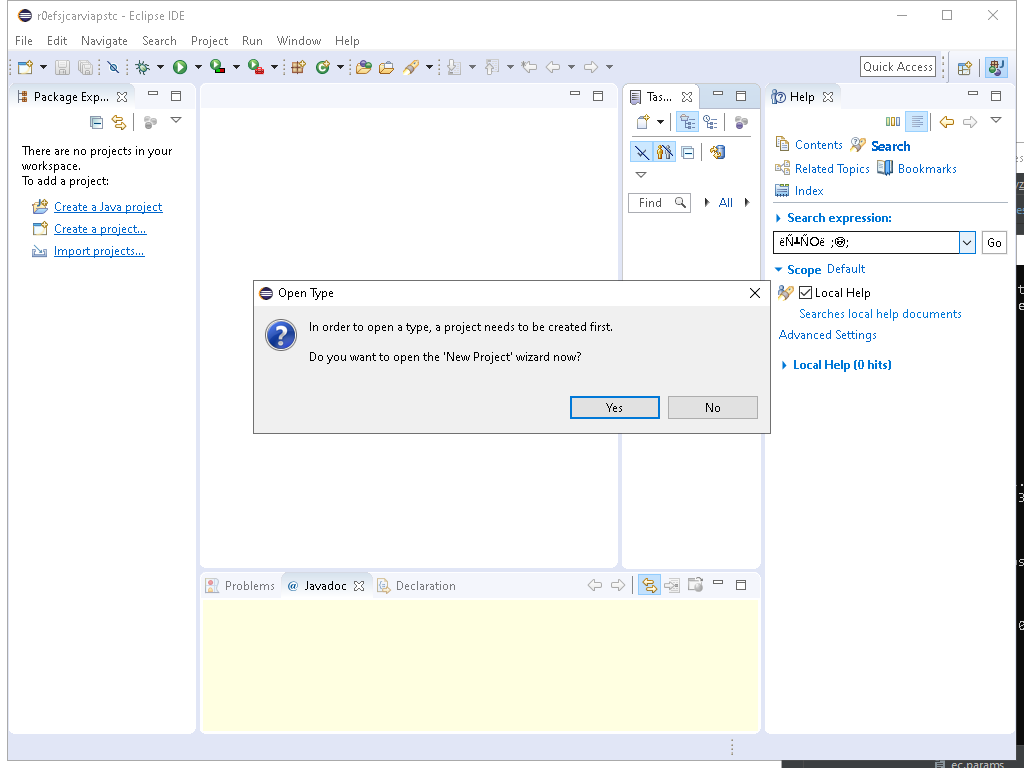 r0efsjcarviapstc - Eclipse IDE
File Edit Navigate Search Project Run Window Help
Quick Access
Package Exp...
Tas...
Help
There are no projects in your
workspace.
To add a project:
Create a Java project
Create a project...
Import projects...
Find
All
Contents
Search
Related Topics
Bookmarks
Index
Search expression:
Go
Scope Default
Local Help
Searches local help documents
Advanced Settings
Local Help (0 hits)
Open Type
In order to open a type, a project needs to be created first.
Do you want to open the 'New Project' wizard now?
Yes
No
Problems
@ Javadoc
Declaration
ec.params